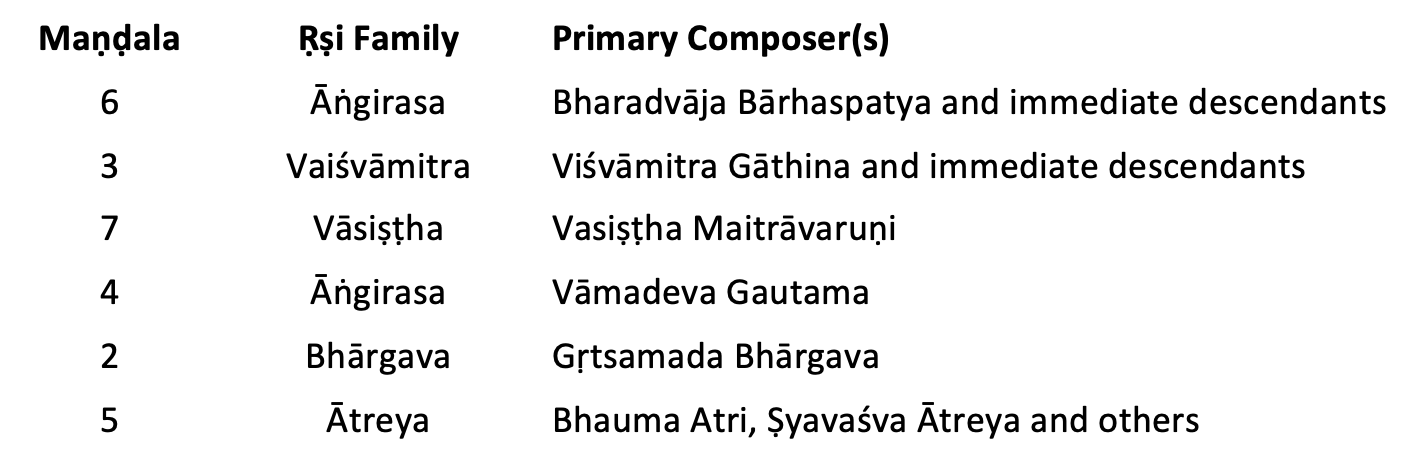 Maṇḍala Ṛṣi Family Primary Composer(s)
6 Āṅgirasa Bharadvāja Bārhaspatya and immediate descendants
3 Vaiśvāmitra Viśvāmitra Gāthina and immediate descendants
7 Vāsiṣṭha Vasiṣṭha Maitrāvaruṇi
4 Āṅgirasa Vāmadeva Gautama
2 Bhārgava Gṛtsamada Bhārgava
5 Ātreya Bhauma Atri, Ṣyavaśva Ātreya and others